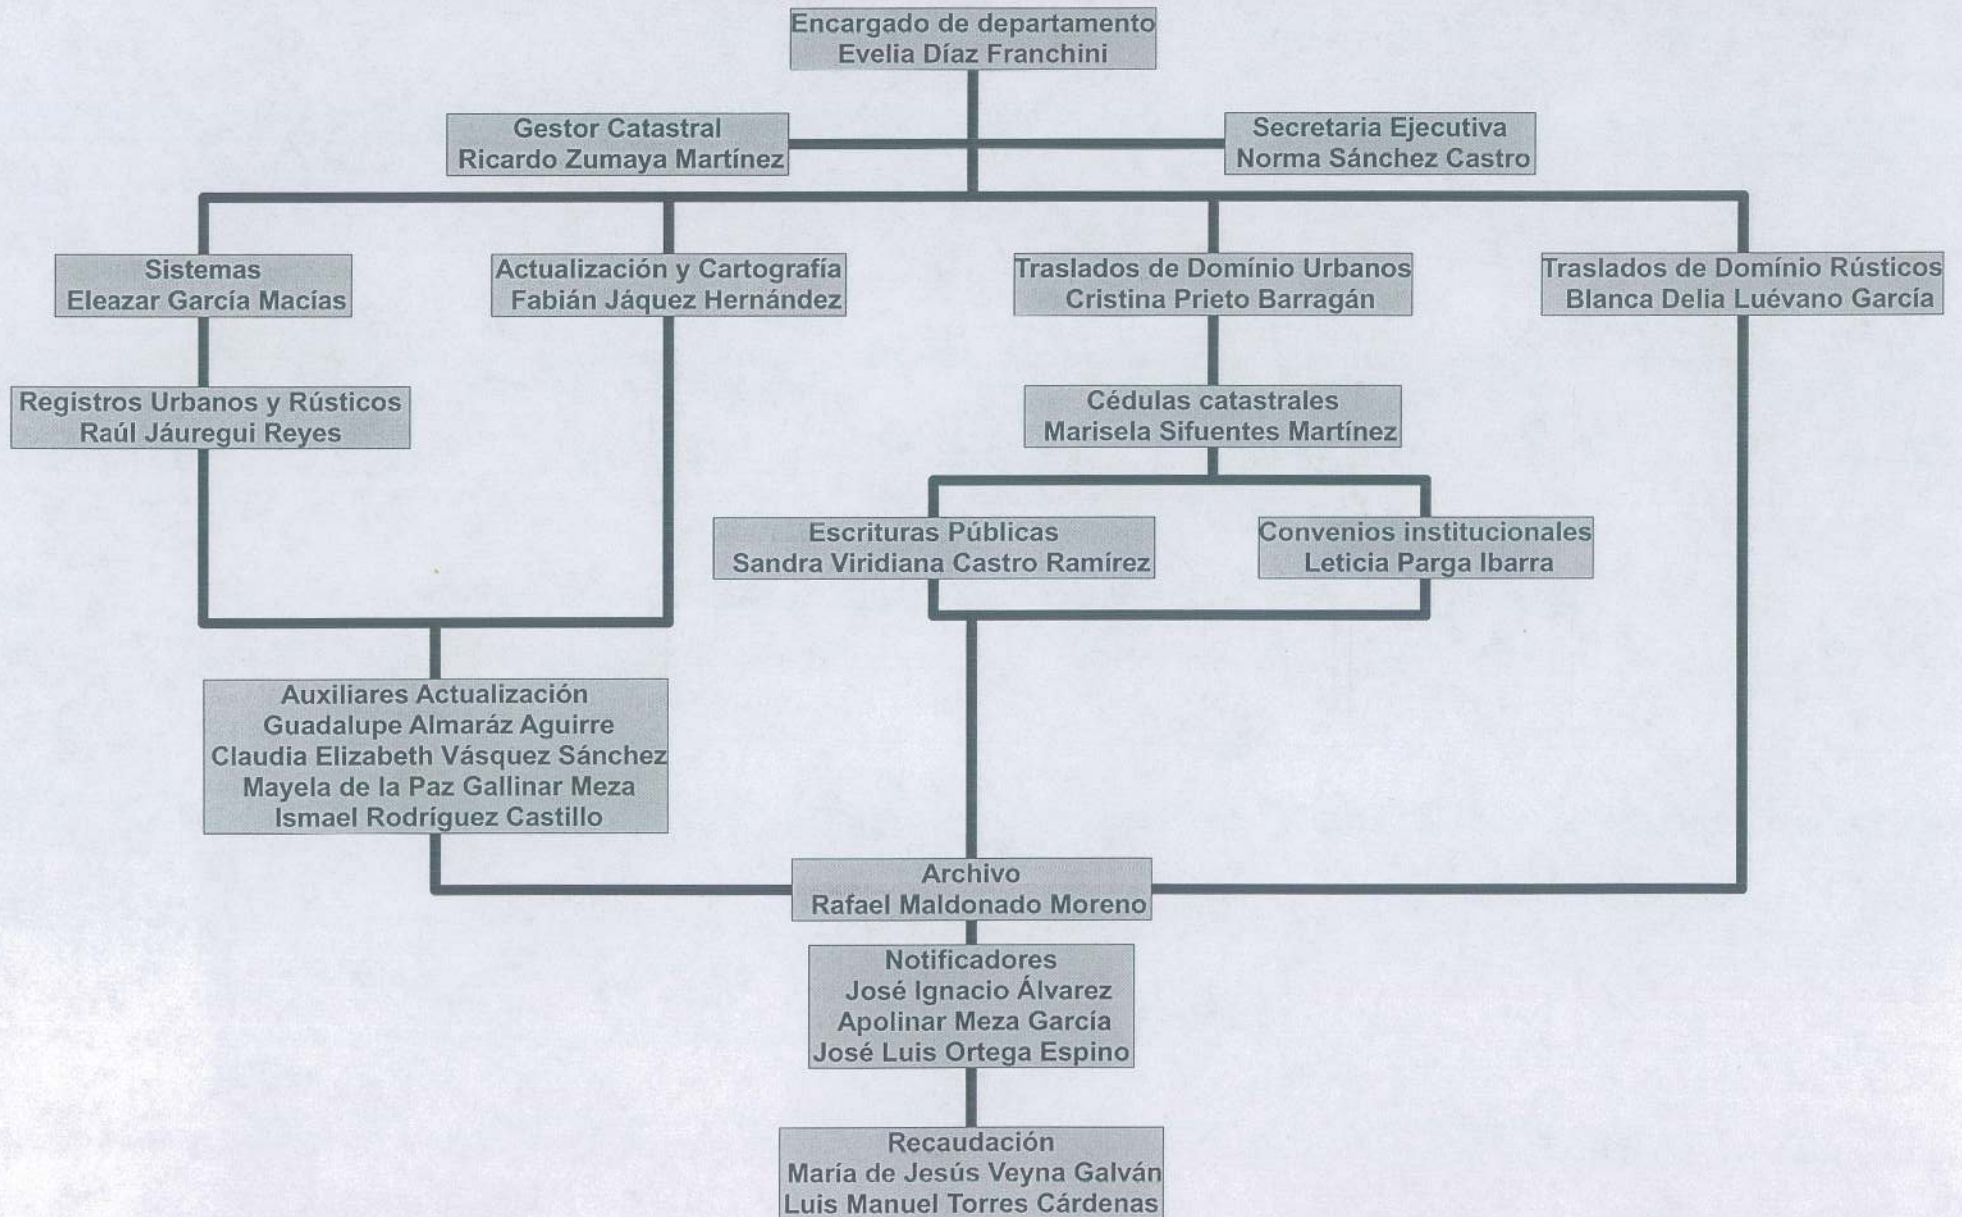 Encargado de departamento
Evelia Díaz Franchini
Gestor Catastral
Ricardo Zumaya Martínez
Secretaria Ejecutiva
Norma Sánchez Castro
Sistemas
Eleazar García Macías
Actualización y Cartografía
Fabián Jáquez Hernández
Traslados de Domínio Urbanos
Cristina Prieto Barragán
Traslados de Domínio Rústicos
Blanca Delia Luévano García
Registros Urbanos y Rústicos
Raúl Jáuregui Reyes
Cédulas catastrales
Marisela Sifuentes Martínez
Escrituras Públicas
Sandra Viridiana Castro Ramírez
Convenios institucionales
Leticia Parga Ibarra
Auxiliares Actualización
Guadalupe Almaráz Aguirre
Claudia Elizabeth Vásquez Sánchez
Mayela de la Paz Gallinar Meza
Ismael Rodríguez Castillo
Archivo
Rafael Maldonado Moreno
Notificadores
José Ignacio Álvarez
Apolinar Meza García
José Luis Ortega Espino
Recaudación
María de Jesús Veyna Galván
Luis Manuel Torres Cárdenas